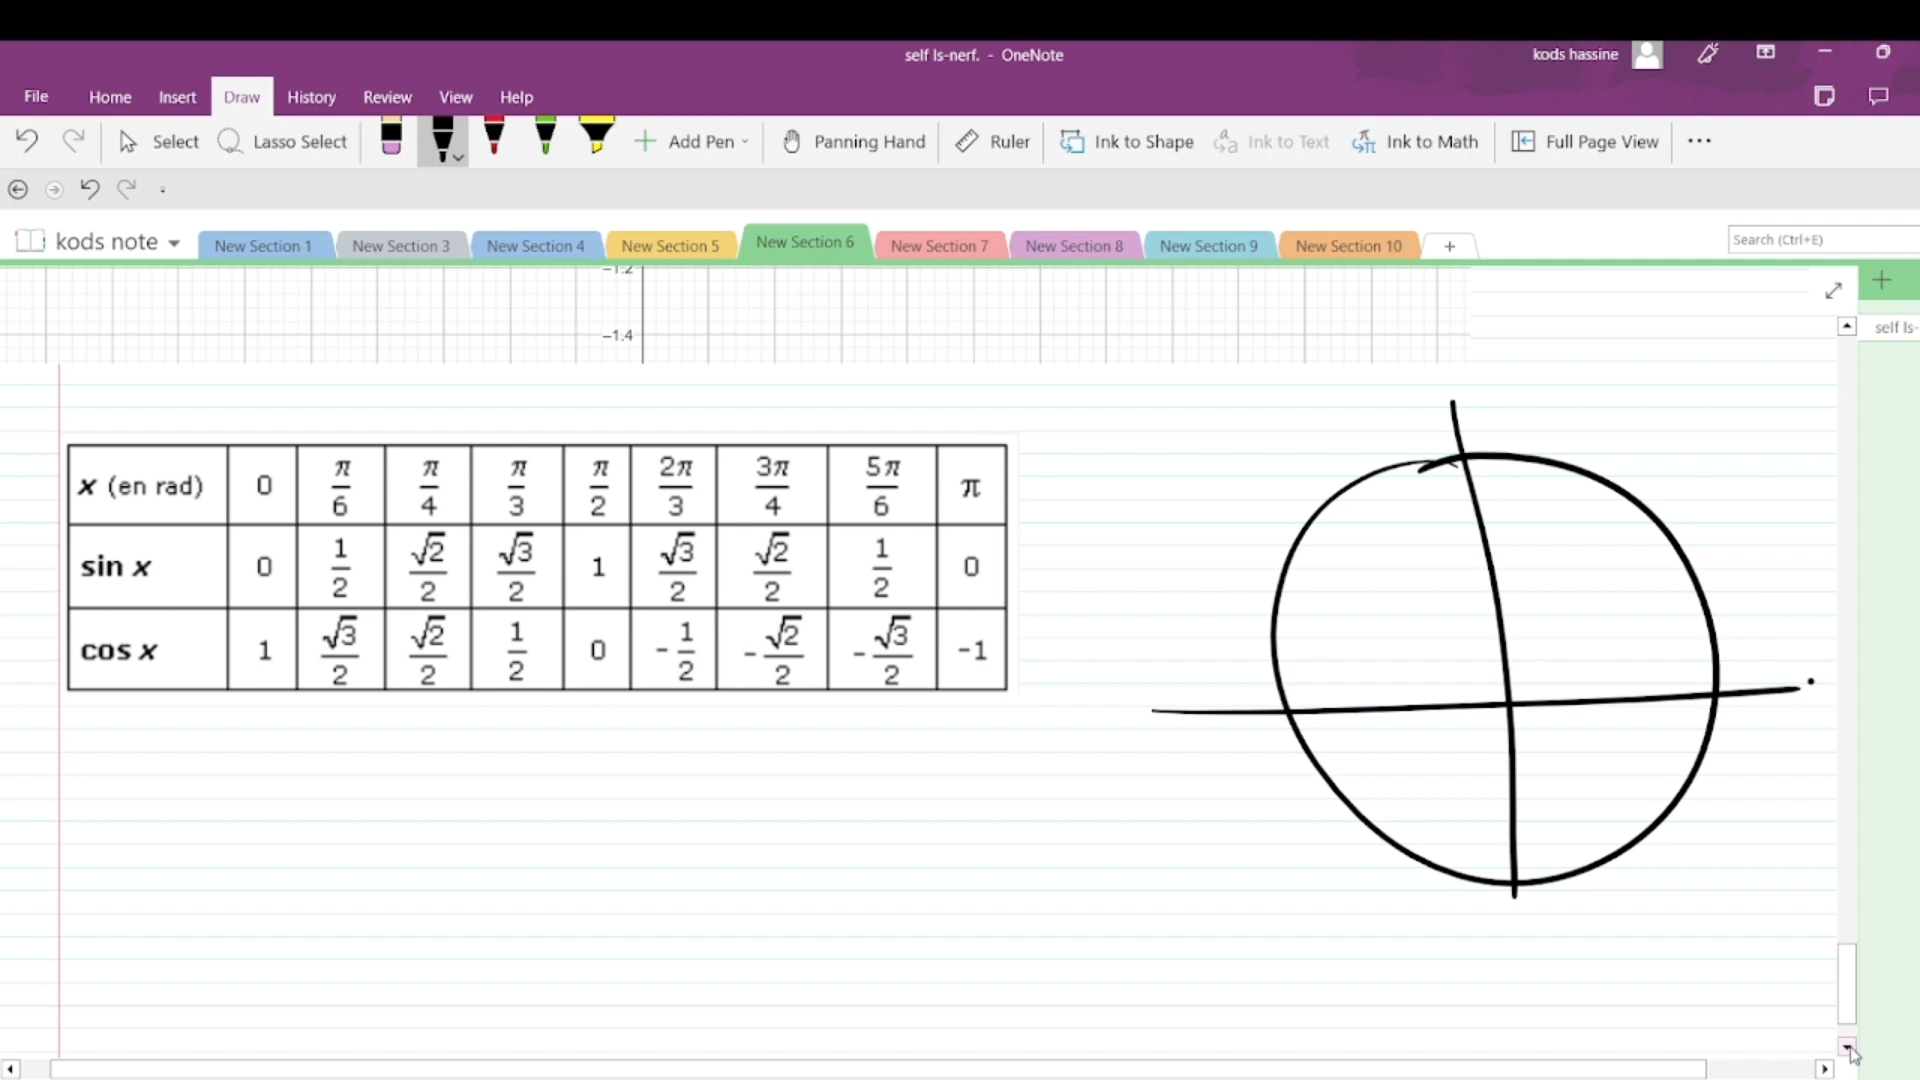 self ls-nerf. - OneNote
kods hassine
File Home Insert Draw History Review View Help
Select Lasso Select Add Pen Panning Hand Ruler Ink to Shape Ink to Text Ink to Math Full Page View
kods note New Section 1 New Section 3 New Section 4 New Section 5 New Section 6 New Section 7 New Section 8 New Section 9 New Section 10 + Search (Ctrl+E)
−1.2
−1.4
self ls-
x (en rad) 0 π/6 π/4 π/3 π/2 2π/3 3π/4 5π/6 π
sin x 0 1/2 √2/2 √3/2 1 √3/2 √2/2 1/2 0
cos x 1 √3/2 √2/2 1/2 0 -1/2 -√2/2 -√3/2 -1